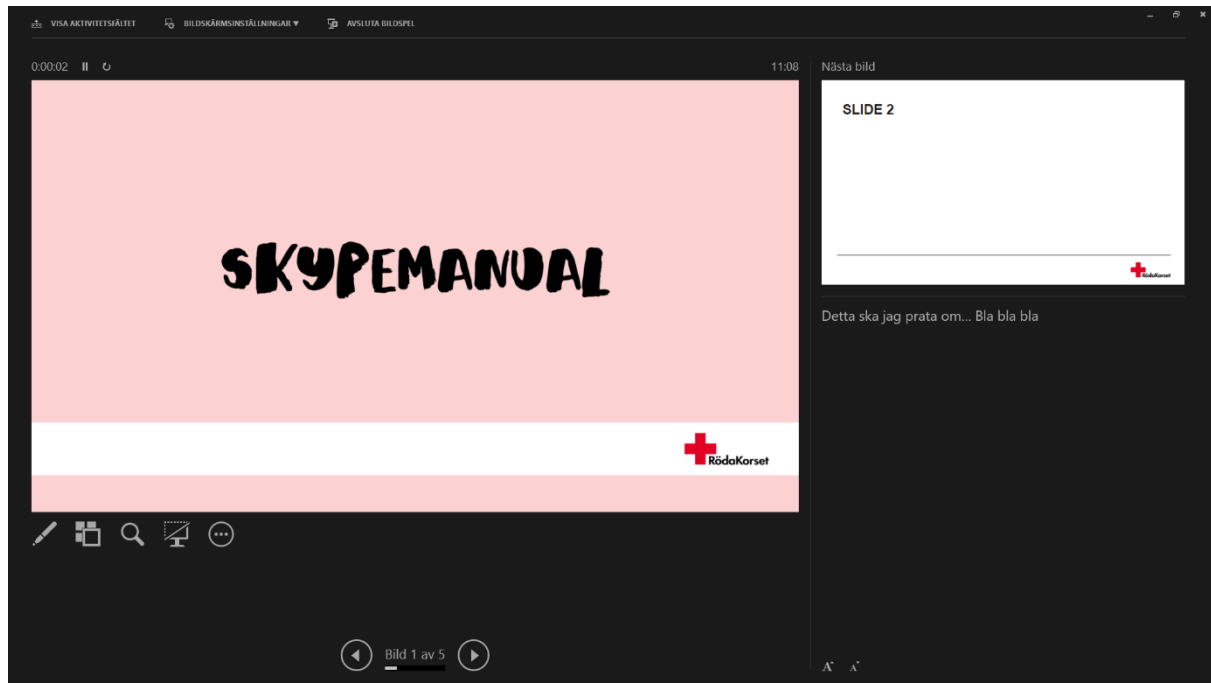 VISA AKTIVITETSFÄLTET
BILDSKÄRMSINSTÄLLNINGAR ▼
AVSLUTA BILDSPEL
0:00:02
11:08
SKYPEMANUAL
RödaKorset
Bild 1 av 5
Nästa bild
SLIDE 2
RödaKorset
Detta ska jag prata om... Bla bla bla
A A